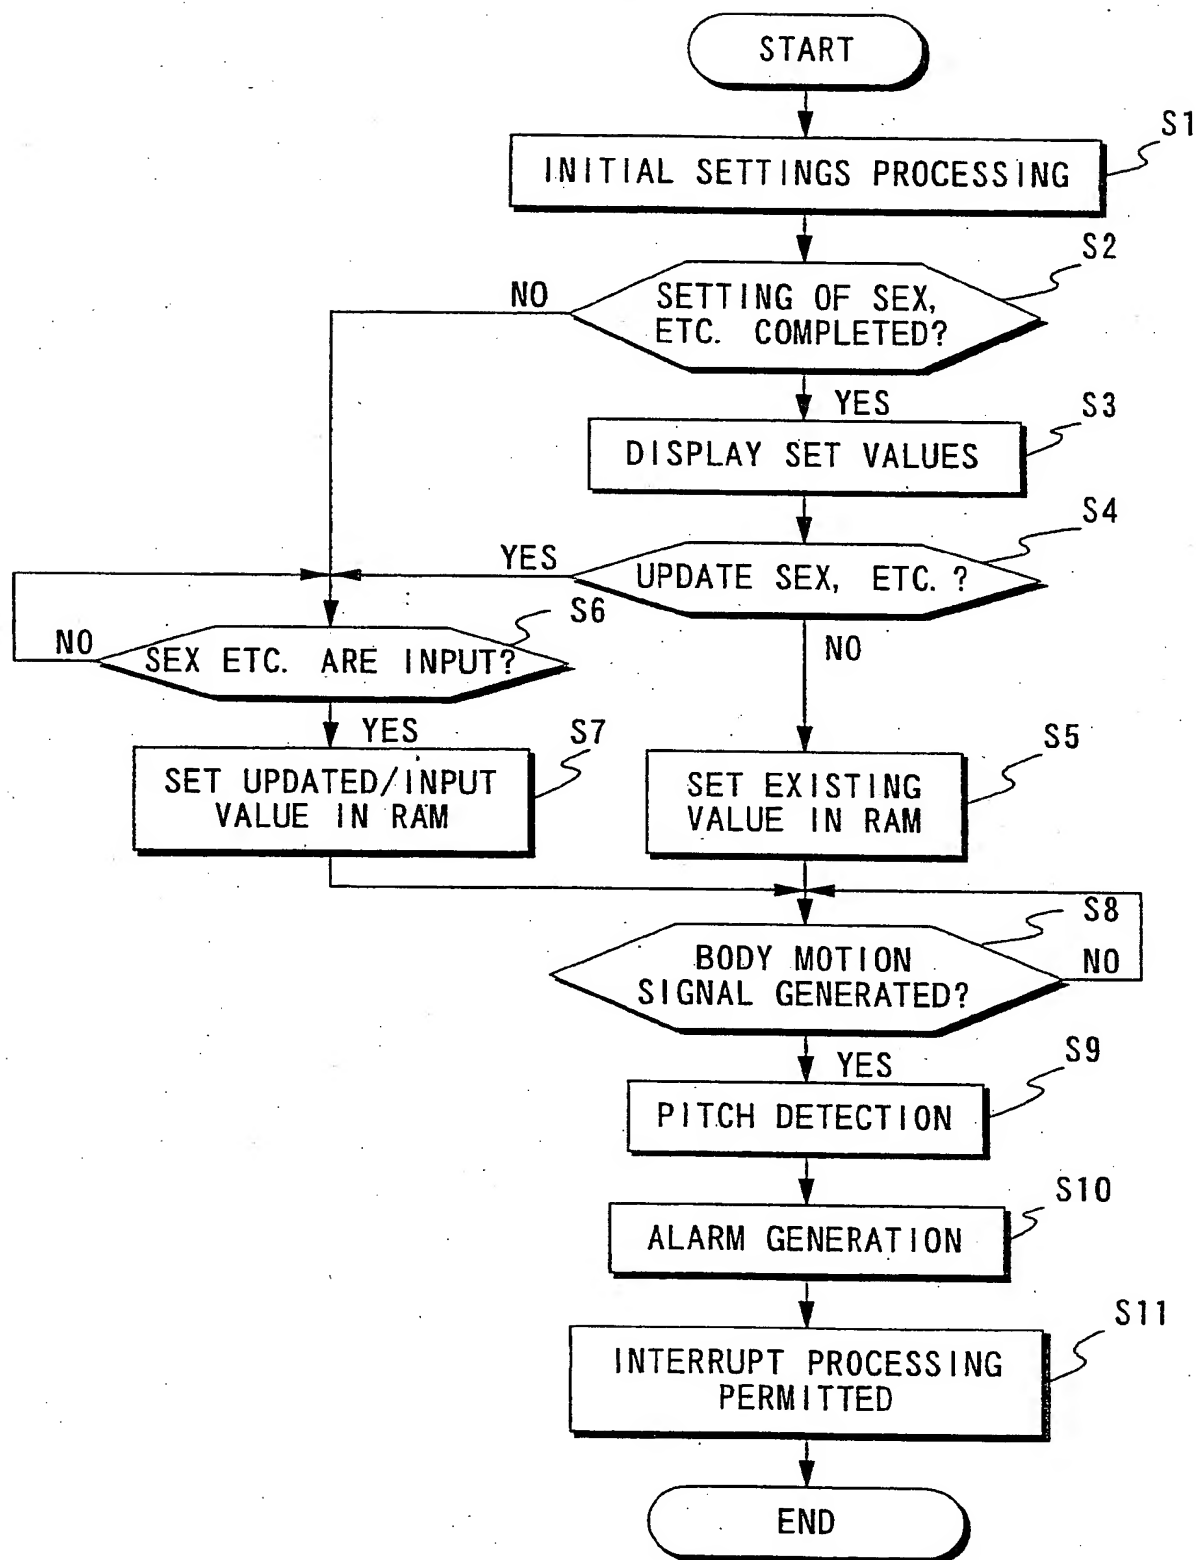 START
S1
INITIAL SETTINGS PROCESSING
S2
NO
SETTING OF SEX,
ETC. COMPLETED?
YES
S3
DISPLAY SET VALUES
S4
YES
UPDATE SEX, ETC.?
S6
NO
SEX ETC. ARE INPUT?
NO
YES
S7
S5
SET UPDATED/INPUT
VALUE IN RAM
SET EXISTING
VALUE IN RAM
S8
BODY MOTION
SIGNAL GENERATED?
NO
YES
S9
PITCH DETECTION
S10
ALARM GENERATION
S11
INTERRUPT PROCESSING
PERMITTED
END